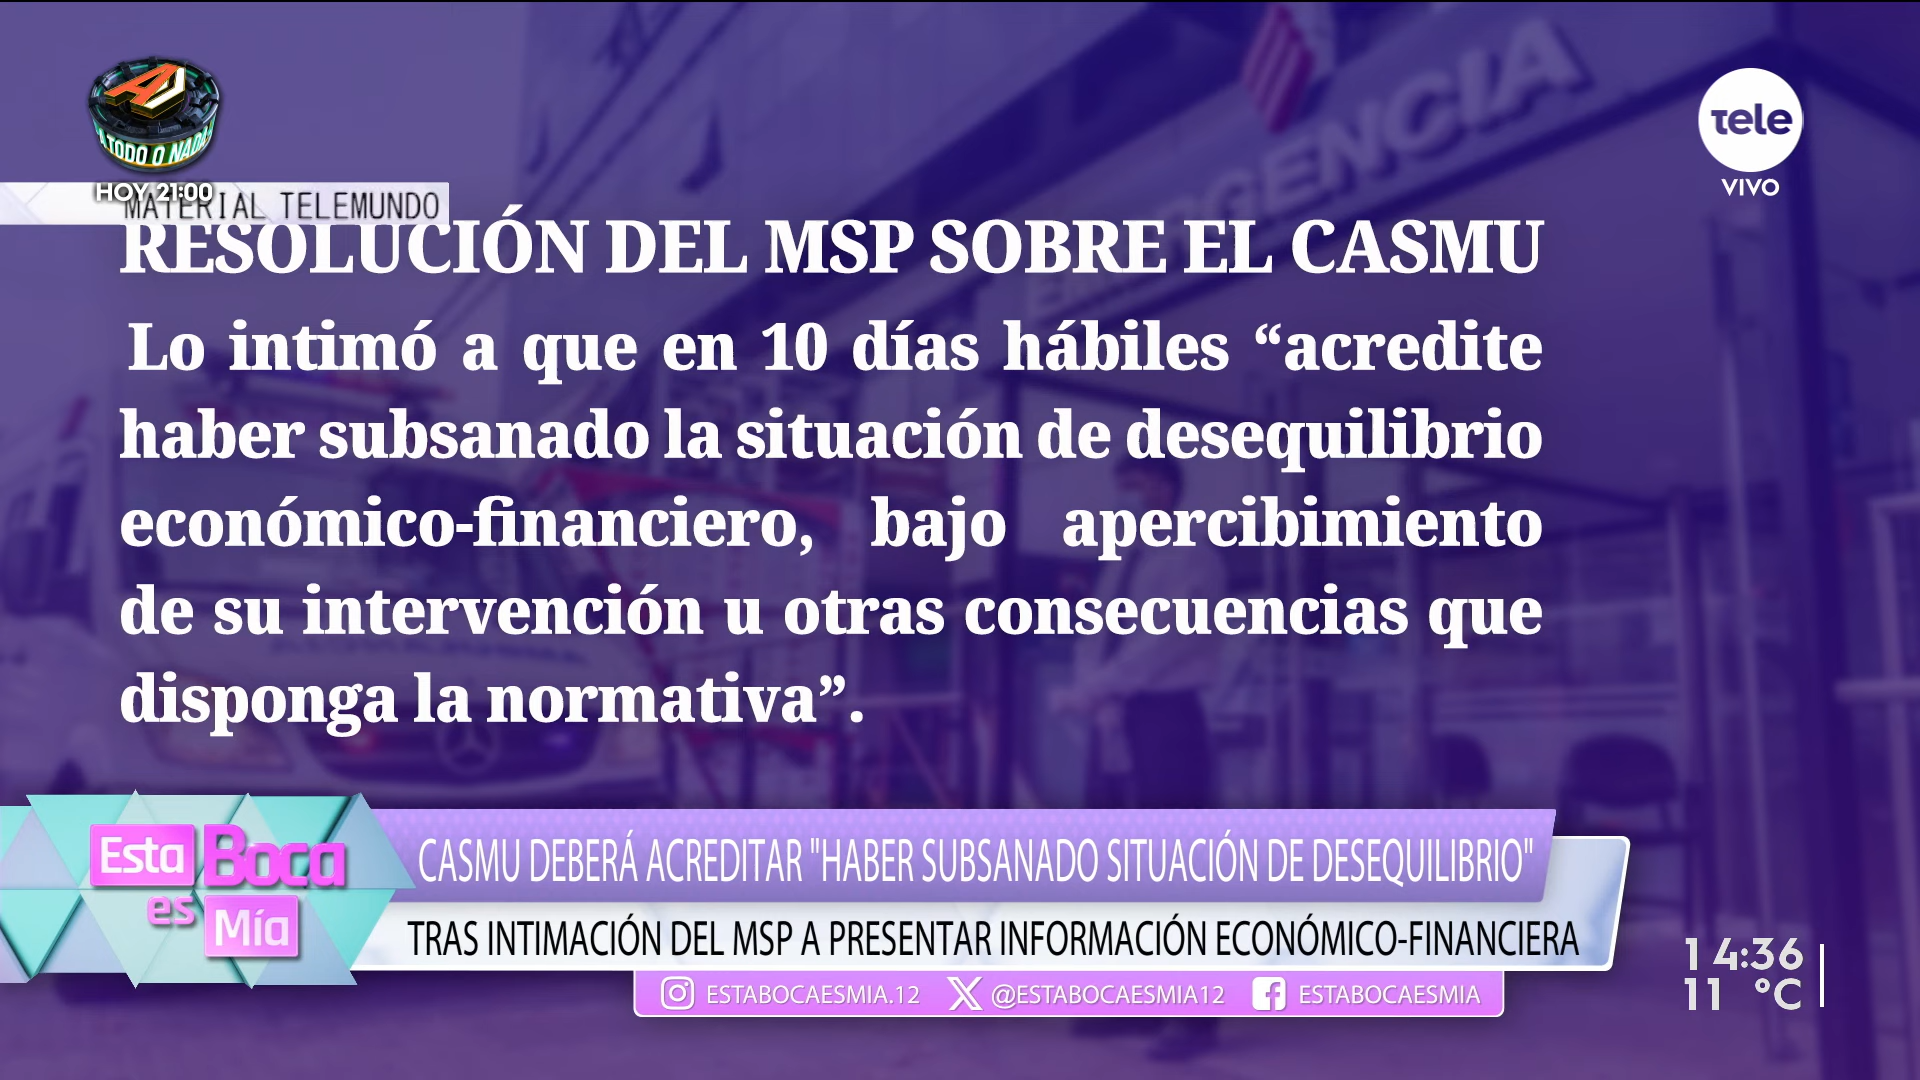 A TODO O NADA
HOY 21:00
MATERIAL TELEMUNDO
tele
VIVO
EMERGENCIA
RESOLUCIÓN DEL MSP SOBRE EL CASMU
Lo intimó a que en 10 días hábiles “acredite
haber subsanado la situación de desequilibrio
económico-financiero, bajo apercibimiento
de su intervención u otras consecuencias que
disponga la normativa”.
Esta Boca
es Mía
CASMU DEBERÁ ACREDITAR "HABER SUBSANADO SITUACIÓN DE DESEQUILIBRIO"
TRAS INTIMACIÓN DEL MSP A PRESENTAR INFORMACIÓN ECONÓMICO-FINANCIERA
ESTABOCAESMIA.12 @ESTABOCAESMIA12 ESTABOCAESMIA
14:36
11 °C